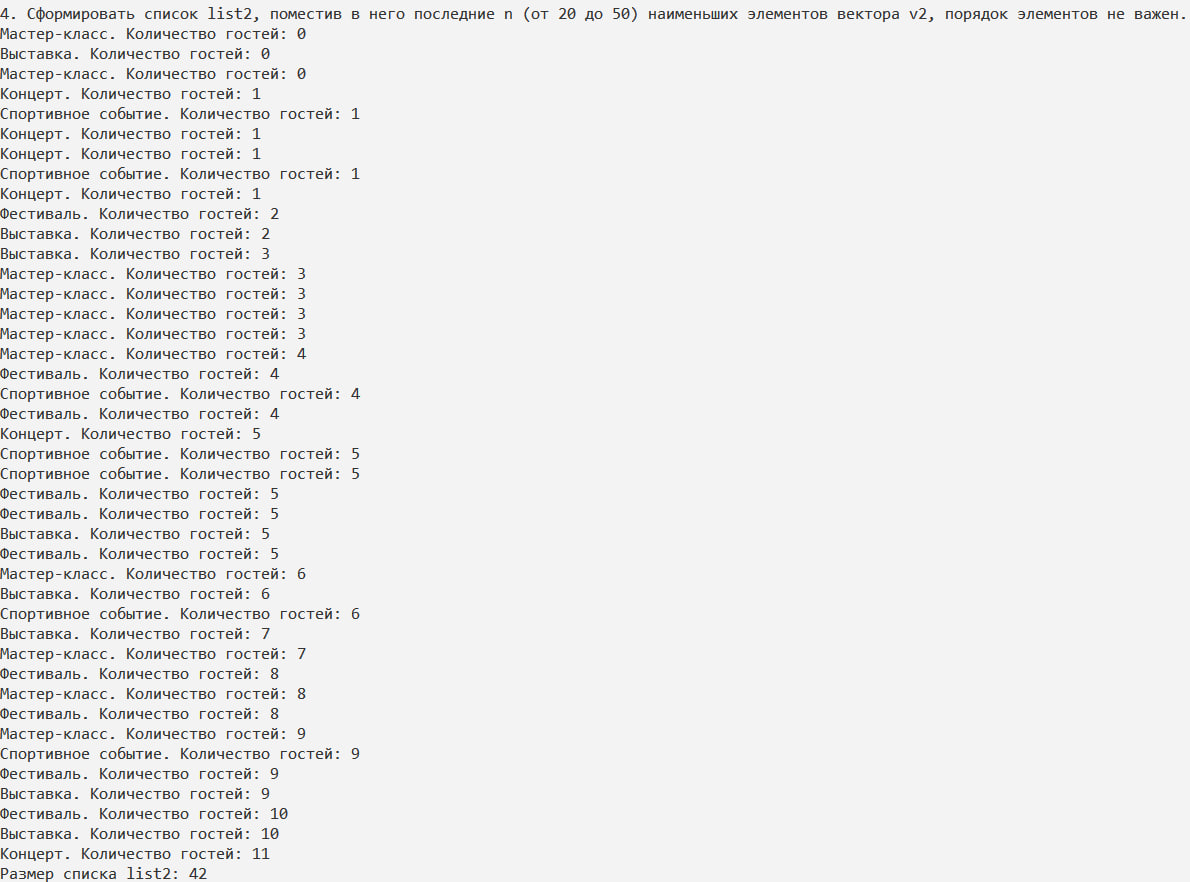 4. Сформировать список list2, поместив в него последние n (от 20 до 50) наименьших элементов вектора v2, порядок элементов не важен.
Мастер-класс. Количество гостей: 0
Выставка. Количество гостей: 0
Мастер-класс. Количество гостей: 0
Концерт. Количество гостей: 1
Спортивное событие. Количество гостей: 1
Концерт. Количество гостей: 1
Концерт. Количество гостей: 1
Спортивное событие. Количество гостей: 1
Концерт. Количество гостей: 1
Фестиваль. Количество гостей: 2
Выставка. Количество гостей: 2
Выставка. Количество гостей: 3
Мастер-класс. Количество гостей: 3
Мастер-класс. Количество гостей: 3
Мастер-класс. Количество гостей: 3
Мастер-класс. Количество гостей: 3
Мастер-класс. Количество гостей: 4
Фестиваль. Количество гостей: 4
Спортивное событие. Количество гостей: 4
Фестиваль. Количество гостей: 4
Концерт. Количество гостей: 5
Спортивное событие. Количество гостей: 5
Спортивное событие. Количество гостей: 5
Фестиваль. Количество гостей: 5
Фестиваль. Количество гостей: 5
Выставка. Количество гостей: 5
Фестиваль. Количество гостей: 5
Мастер-класс. Количество гостей: 6
Выставка. Количество гостей: 6
Спортивное событие. Количество гостей: 6
Выставка. Количество гостей: 7
Мастер-класс. Количество гостей: 7
Фестиваль. Количество гостей: 8
Мастер-класс. Количество гостей: 8
Фестиваль. Количество гостей: 8
Мастер-класс. Количество гостей: 9
Спортивное событие. Количество гостей: 9
Фестиваль. Количество гостей: 9
Выставка. Количество гостей: 9
Фестиваль. Количество гостей: 10
Выставка. Количество гостей: 10
Концерт. Количество гостей: 11
Размер списка list2: 42